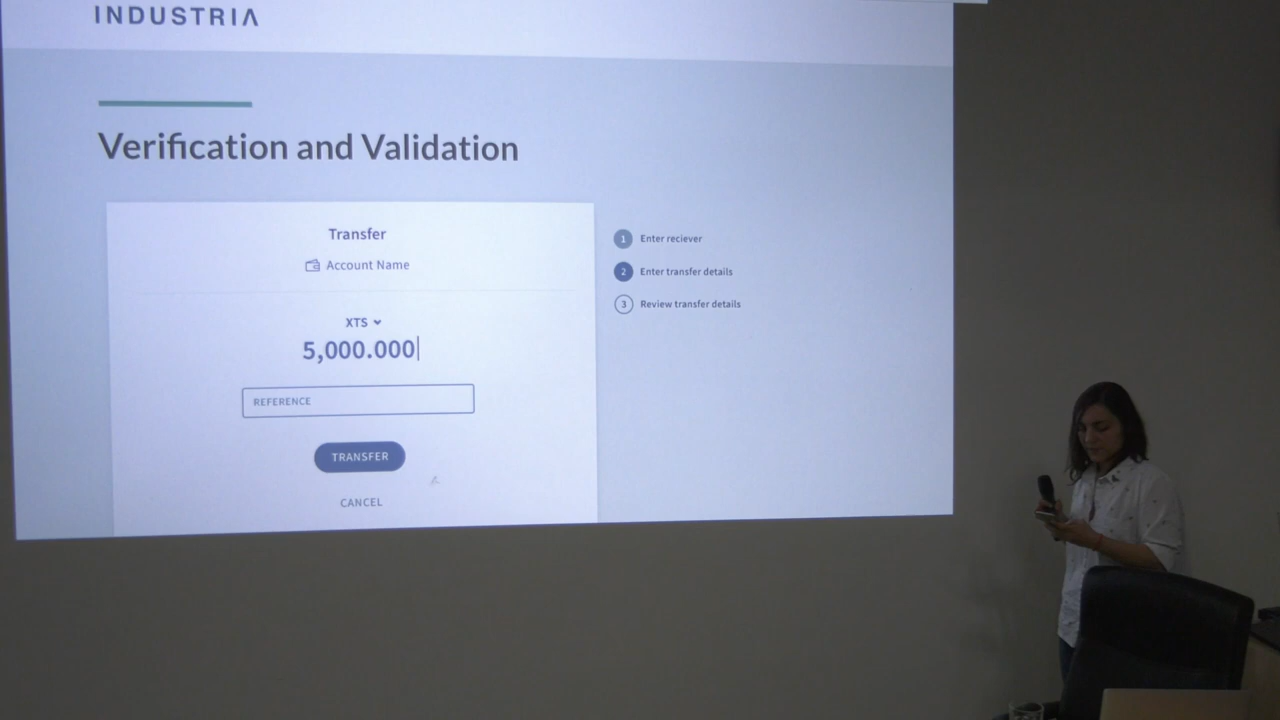 INDUSTRIA
Verification and Validation
Transfer
Account Name
XTS
5,000.000
REFERENCE
TRANSFER
CANCEL
1 Enter reciever
2 Enter transfer details
3 Review transfer details